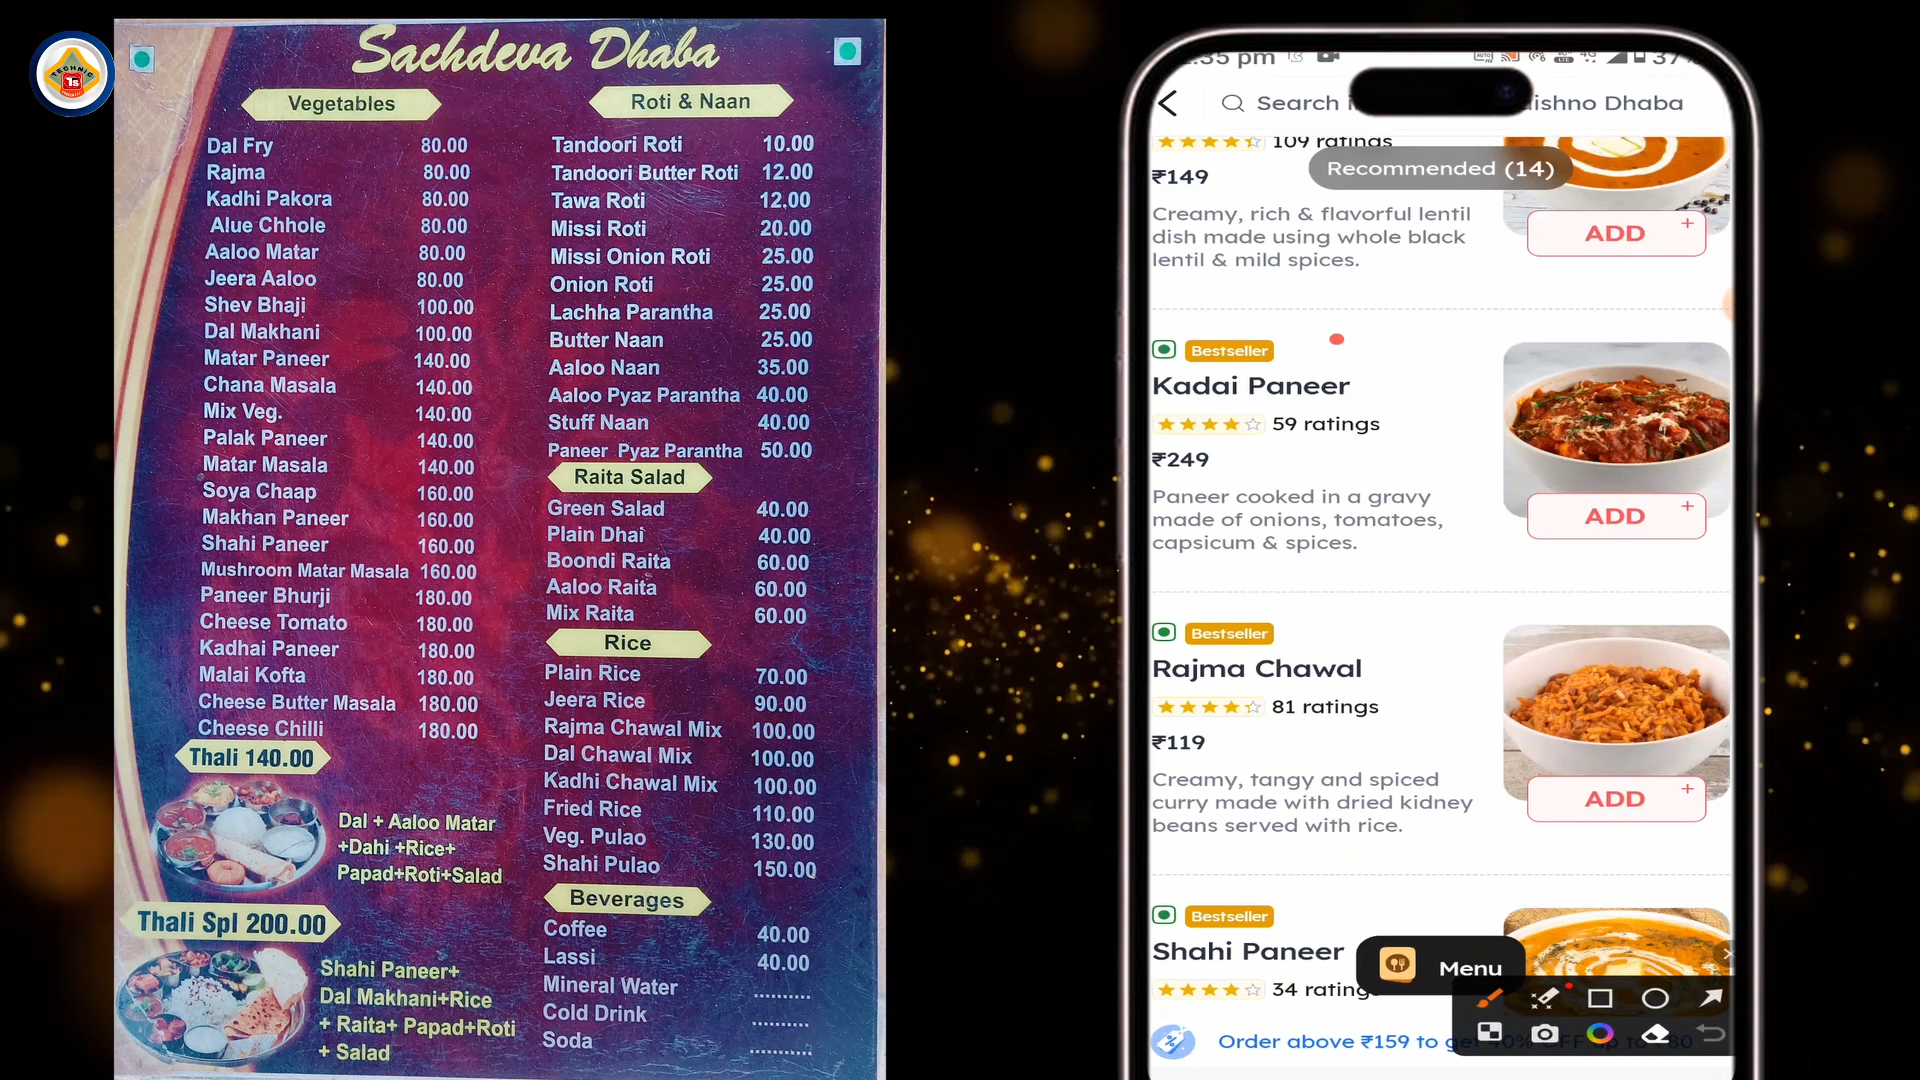 TECHNIC
1s
Sachdeva Dhaba
Vegetables
Dal Fry 80.00
Rajma 80.00
Kadhi Pakora 80.00
Alue Chhole 80.00
Aaloo Matar 80.00
Jeera Aaloo 80.00
Shev Bhaji 100.00
Dal Makhani 100.00
Matar Paneer 140.00
Chana Masala 140.00
Mix Veg. 140.00
Palak Paneer 140.00
Matar Masala 140.00
Soya Chaap 160.00
Makhan Paneer 160.00
Shahi Paneer 160.00
Mushroom Matar Masala 160.00
Paneer Bhurji 180.00
Cheese Tomato 180.00
Kadhai Paneer 180.00
Malai Kofta 180.00
Cheese Butter Masala 180.00
Cheese Chilli 180.00
Thali 140.00
Dal + Aaloo Matar
+Dahi +Rice+
Papad+Roti+Salad
Thali Spl 200.00
Shahi Paneer+
Dal Makhani+Rice
+ Raita+ Papad+Roti
+ Salad
Roti & Naan
Tandoori Roti 10.00
Tandoori Butter Roti 12.00
Tawa Roti 12.00
Missi Roti 20.00
Missi Onion Roti 25.00
Onion Roti 25.00
Lachha Parantha 25.00
Butter Naan 25.00
Aaloo Naan 35.00
Aaloo Pyaz Parantha 40.00
Stuff Naan 40.00
Paneer Pyaz Parantha 50.00
Raita Salad
Green Salad 40.00
Plain Dhai 40.00
Boondi Raita 60.00
Aaloo Raita 60.00
Mix Raita 60.00
Rice
Plain Rice 70.00
Jeera Rice 90.00
Rajma Chawal Mix 100.00
Dal Chawal Mix 100.00
Kadhi Chawal Mix 100.00
Fried Rice 110.00
Veg. Pulao 130.00
Shahi Pulao 150.00
Beverages
Coffee 40.00
Lassi 40.00
Mineral Water ..........
Cold Drink ..........
Soda ..........
:35 pm 4G 37
Search ishno Dhaba
109 ratings
Recommended (14)
₹149
Creamy, rich & flavorful lentil
dish made using whole black
lentil & mild spices.
ADD +
Bestseller
Kadai Paneer
59 ratings
₹249
Paneer cooked in a gravy
made of onions, tomatoes,
capsicum & spices.
ADD +
Bestseller
Rajma Chawal
81 ratings
₹119
Creamy, tangy and spiced
curry made with dried kidney
beans served with rice.
ADD +
Bestseller
Shahi Paneer
34 ratings
Menu
Order above ₹159 to get 40% OFF up to ₹80